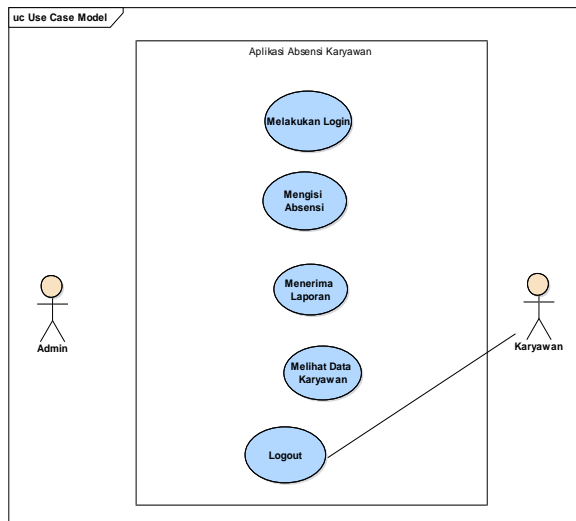 uc Use Case Model
Aplikasi Absensi Karyawan
Melakukan Login
Mengisi
Absensi
Menerima
Laporan
Admin
Karyawan
Melihat Data
Karyawan
Logout